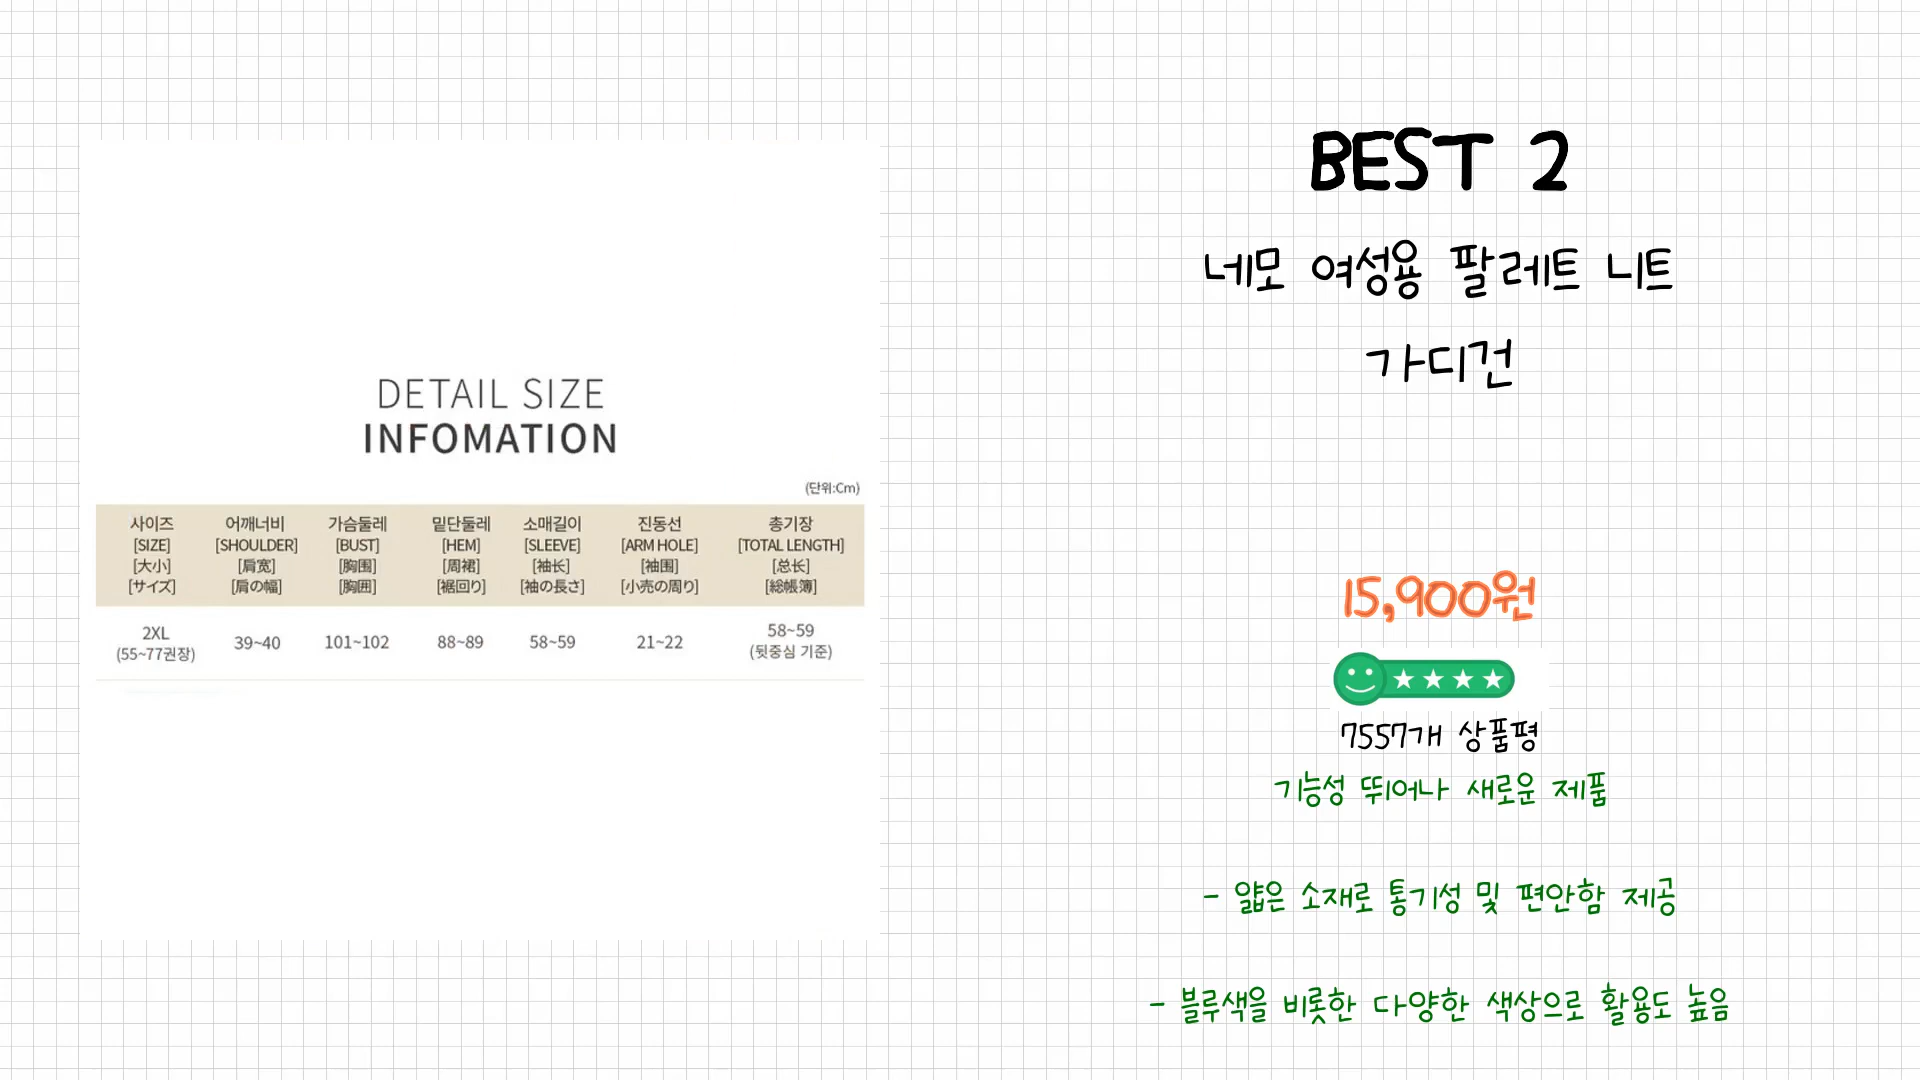 DETAIL SIZE
INFOMATION
(단위:Cm)
사이즈 어깨너비 가슴둘레 밑단둘레 소매길이 진동선 총기장
[SIZE] [SHOULDER] [BUST] [HEM] [SLEEVE] [ARM HOLE] [TOTAL LENGTH]
[大小] [肩宽] [胸围] [周裙] [袖长] [袖围] [总长]
[サイズ] [肩の幅] [胸囲] [裾回り] [袖の長さ] [小売の周り] [総帳簿]
2XL 39~40 101~102 88~89 58~59 21~22 58~59
(55~77권장) (뒷중심 기준)
BEST 2
네모 여성용 팔레트 니트
가디건
15,900원
7557개 상품평
기능성 뛰어나 새로운 제품
- 얇은 소재로 통기성 및 편안함 제공
- 블루색을 비롯한 다양한 색상으로 활용도 높음